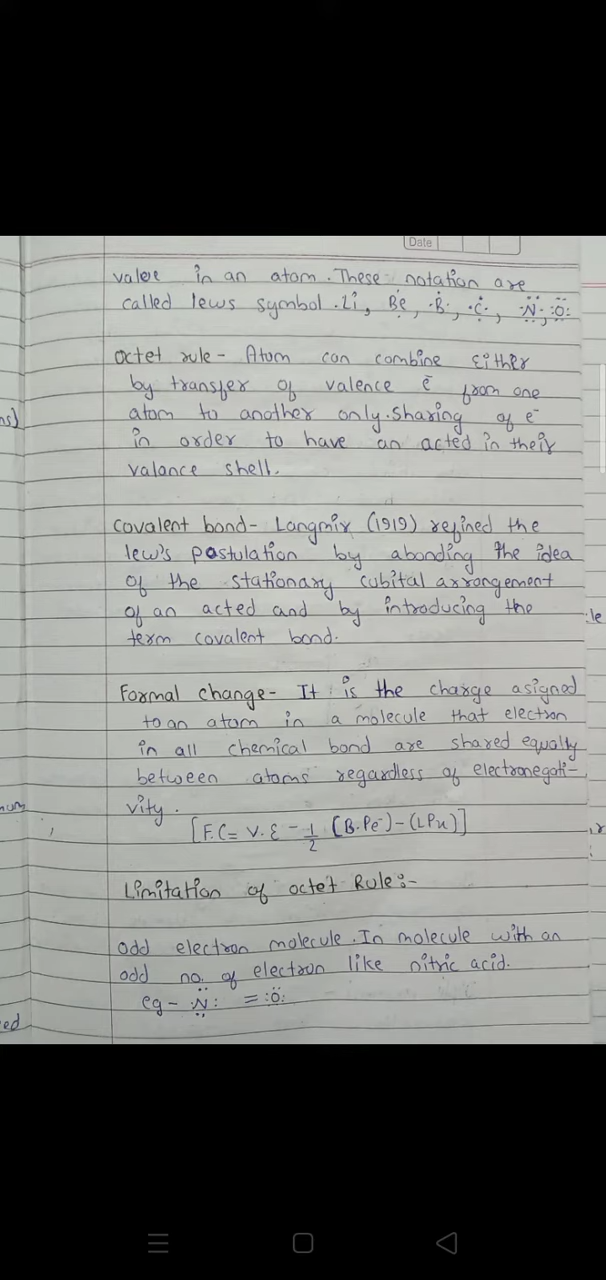 Date
valee in an atom. These notation are
called lews symbol. Li, Be, B, C, N, O
octet rule - Atom can combine Either
by transfer of valence e⁻ from one
atom to another only. Sharing of e⁻
in order to have an acted in their
valance shell.
covalent bond - Langmir (1919) refined the
lew's postulation by abonding the idea
of the stationary cubital arrangement
of an acted and by introducing the
term covalent bond.
Formal change - It is the charge asigned
to an atom in a molecule that electron
in all chemical bond are shared equally
between atoms regardless of electronegati-
vity.
[F.C = V.E - 1/2 (B.Pe⁻) - (LPu)]
Limitation of octet Rule:-
odd electron molecule. In molecule with an
odd no. of electron like nitric acid.
eg - :N: = :O: